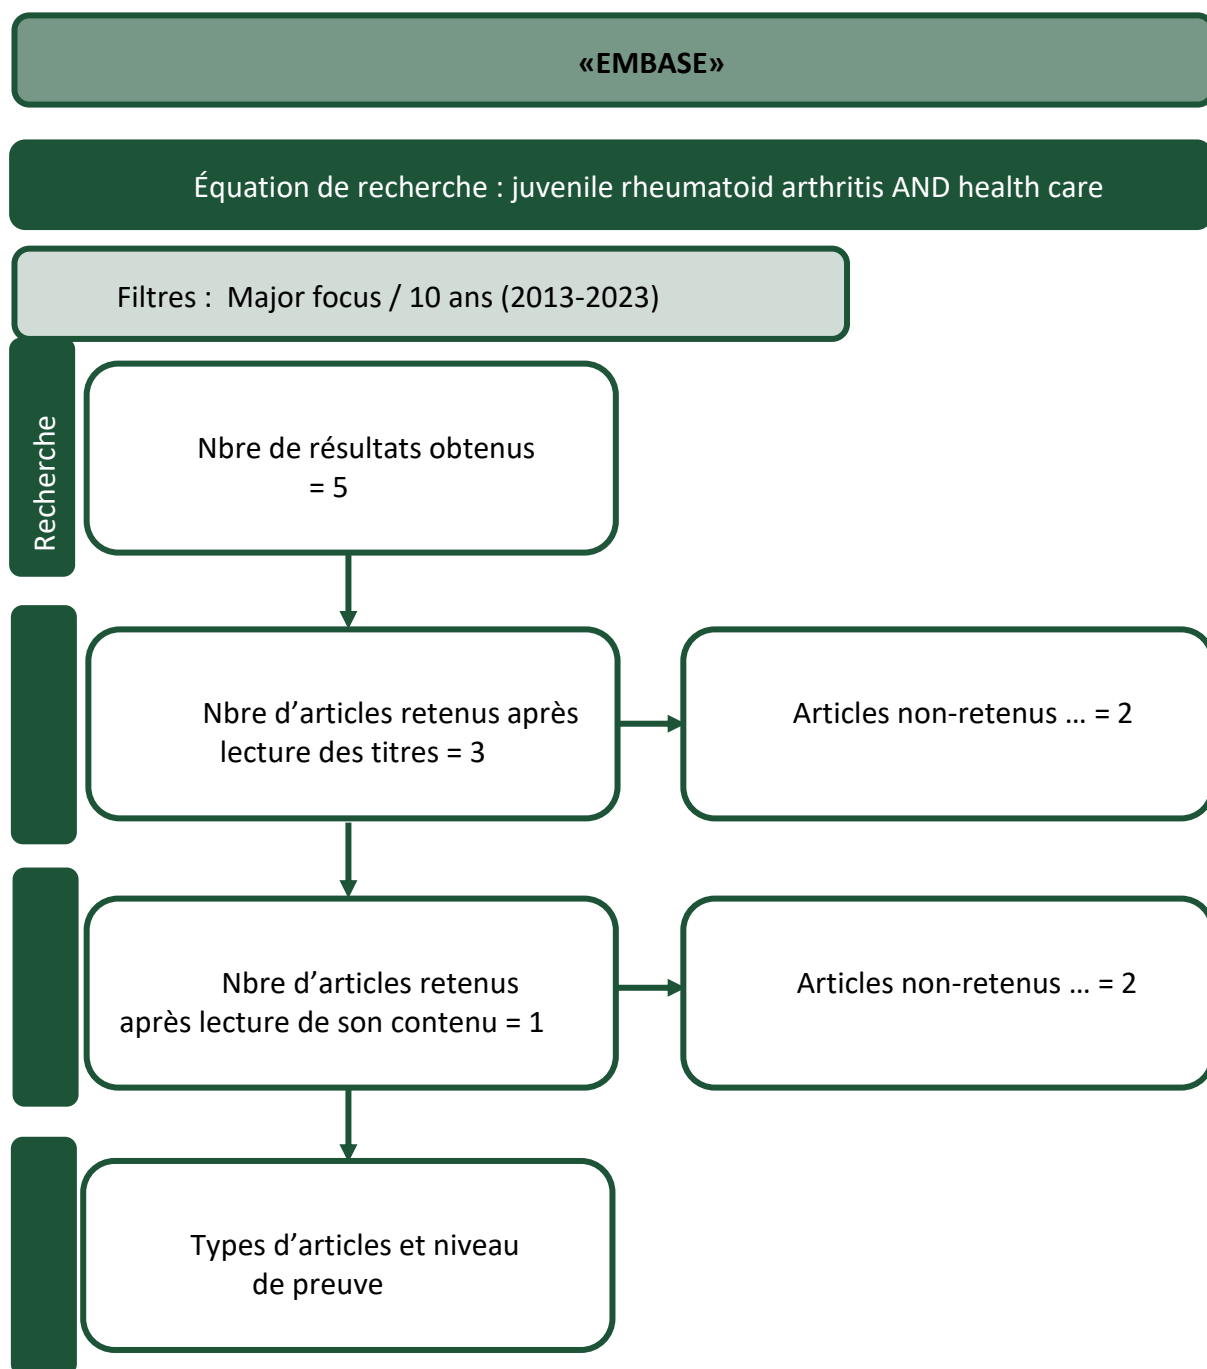 «EMBASE»
Équation de recherche : juvenile rheumatoid arthritis AND health care
Filtres : Major focus / 10 ans (2013-2023)
Recherche
Nbre de résultats obtenus
= 5
Nbre d’articles retenus après
lecture des titres = 3
Articles non-retenus ... = 2
Nbre d’articles retenus
après lecture de son contenu = 1
Articles non-retenus ... = 2
Types d’articles et niveau
de preuve